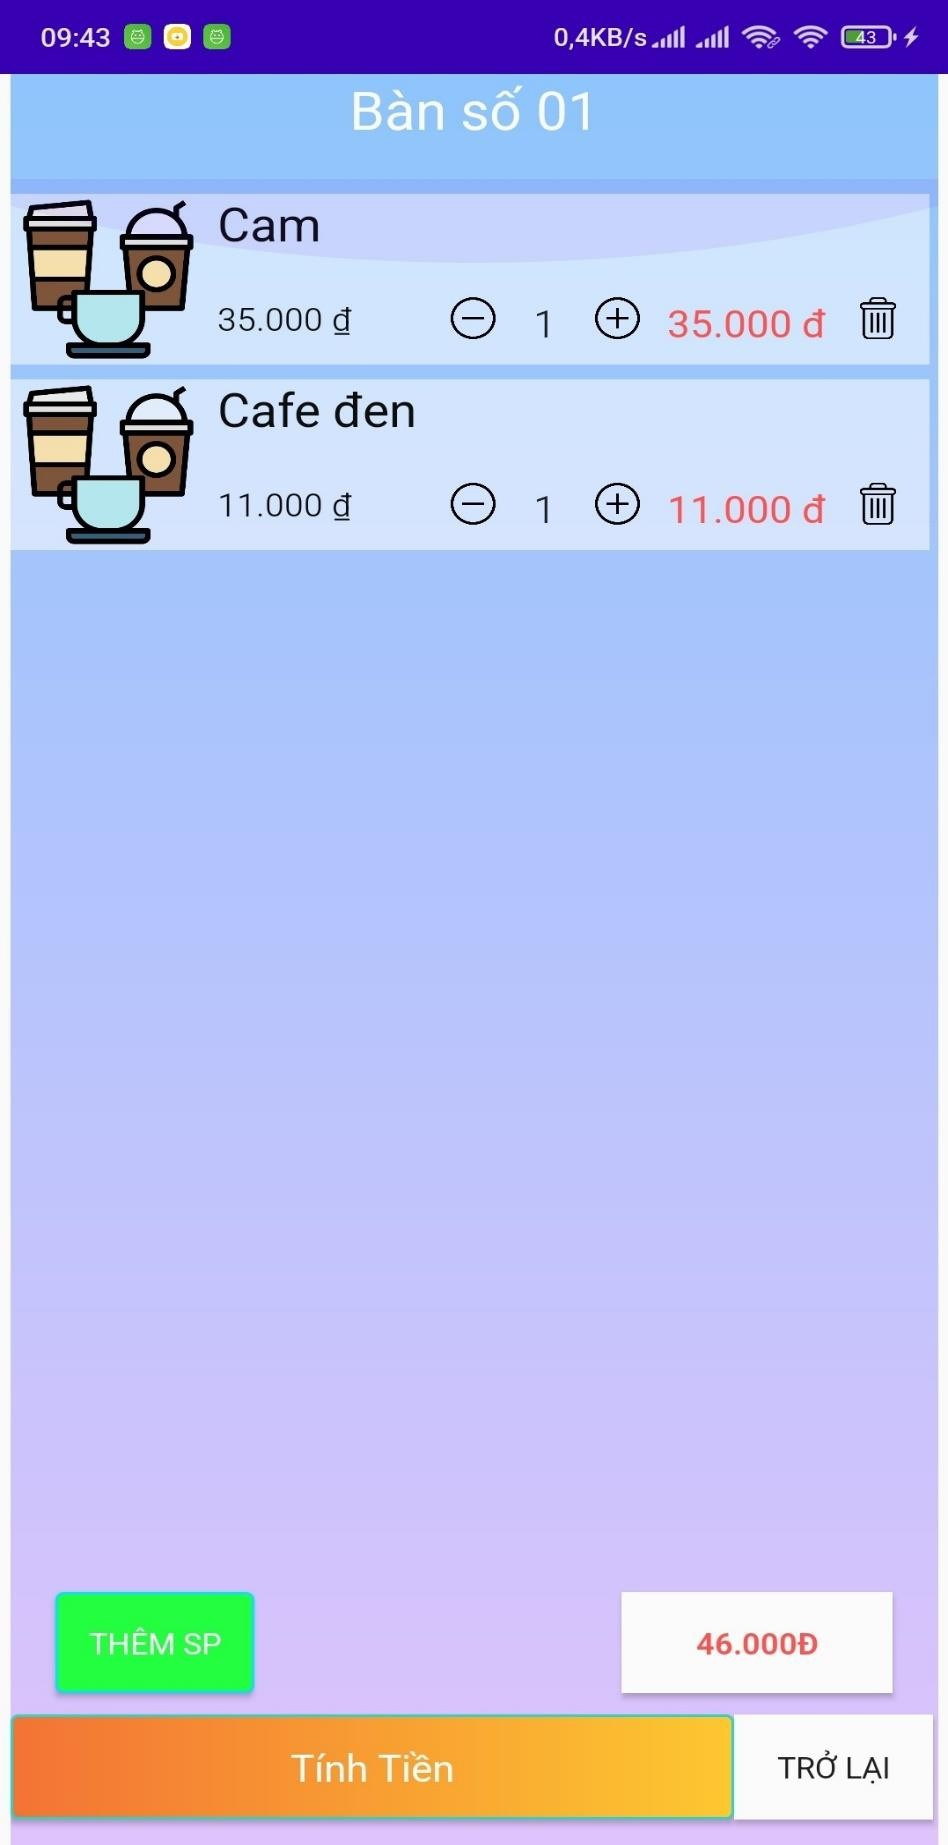 09:43 0,4KB/s 43
Bàn số 01
Cam
35.000 ₫ 1 35.000 đ
Cafe đen
11.000 ₫ 1 11.000 đ
THÊM SP 46.000Đ
Tính Tiền TRỞ LẠI